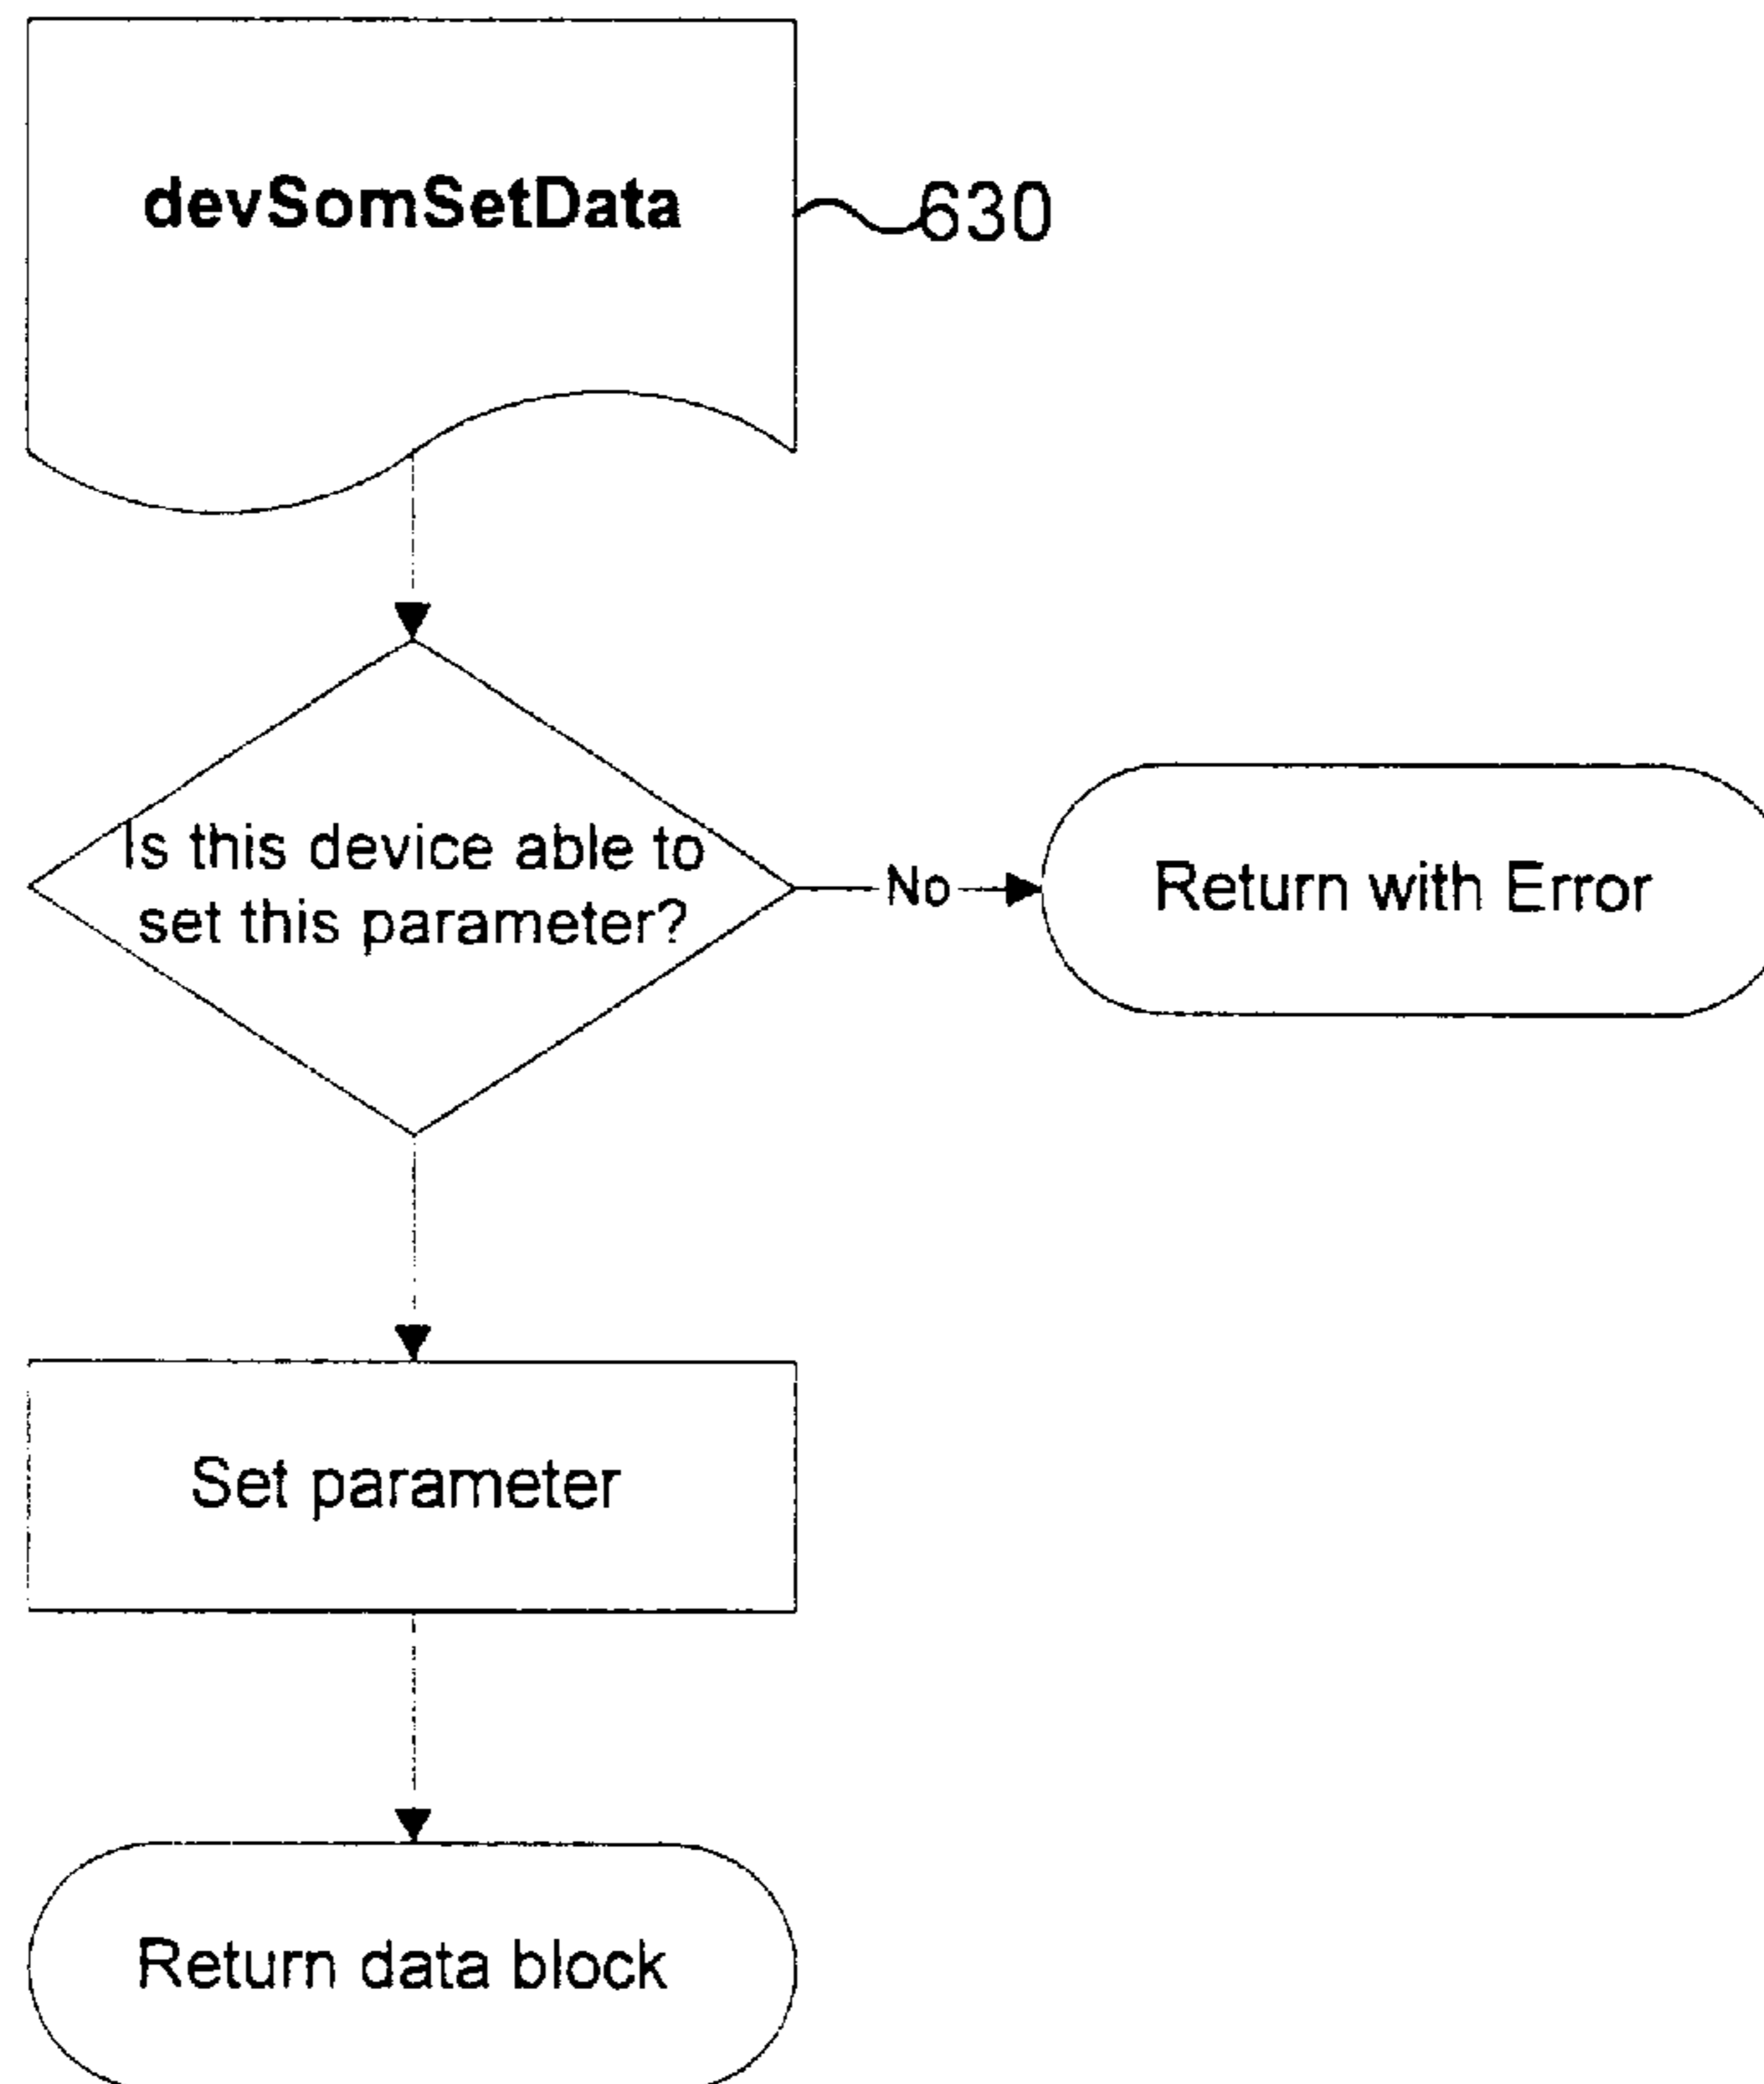 devSomSetData
630
Is this device able to
set this parameter?
No
Return with Error
Set parameter
Return data block